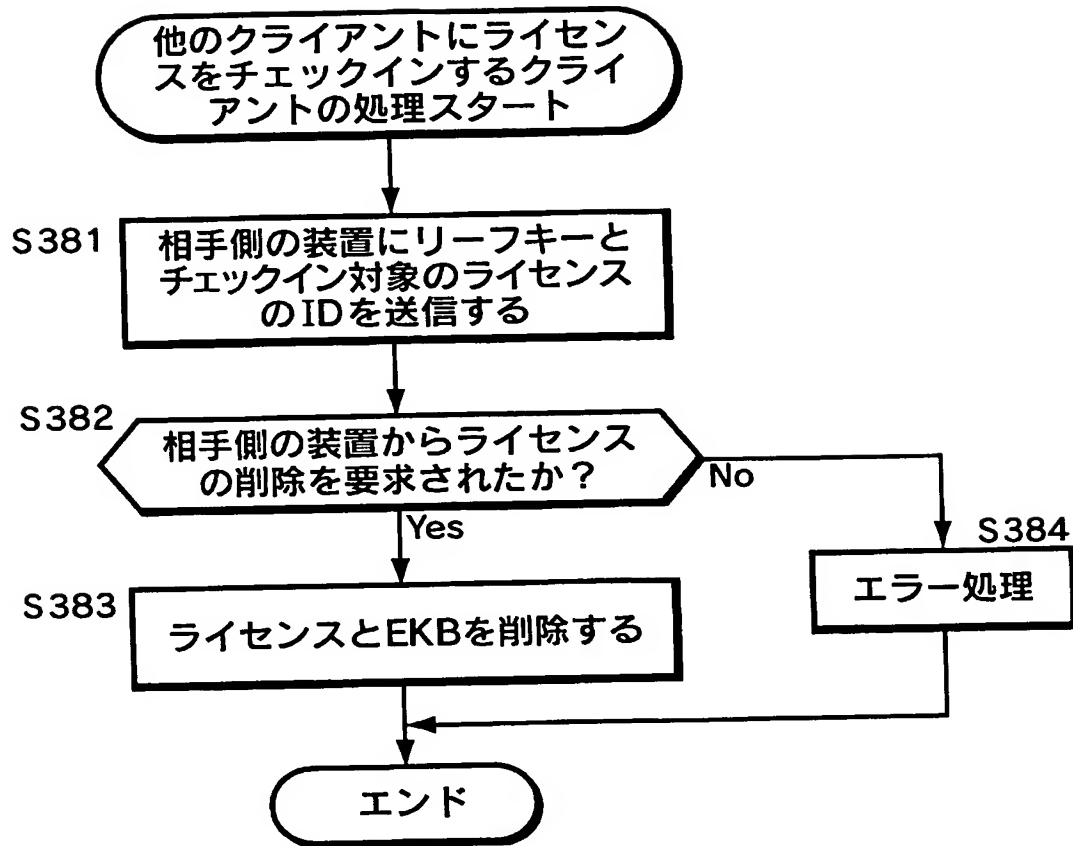 他のクライアントにライセン
スをチェックインするクライ
アントの処理スタート
S381
相手側の装置にリーフキーと
チェックイン対象のライセンス
のIDを送信する
S382
相手側の装置からライセンス
の削除を要求されたか？
No
Yes
S384
エラー処理
S383
ライセンスとEKBを削除する
エンド